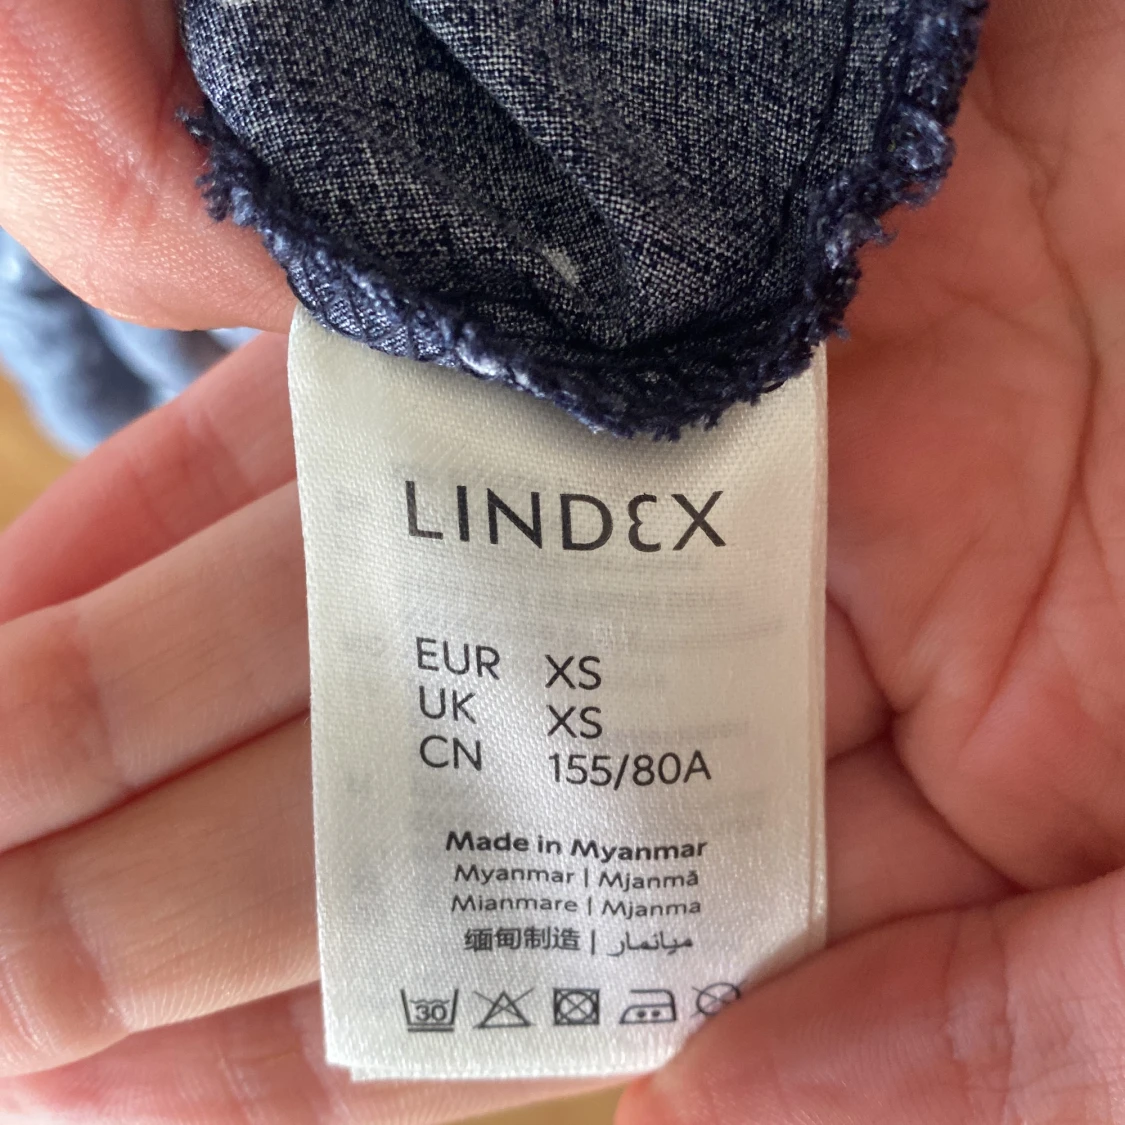 LINDEX
EUR XS
UK XS
CN 155/80A
Made in Myanmar
Myanmar | Mjanmā
Mianmare | Mjanma
缅甸制造 | ميانمار
30